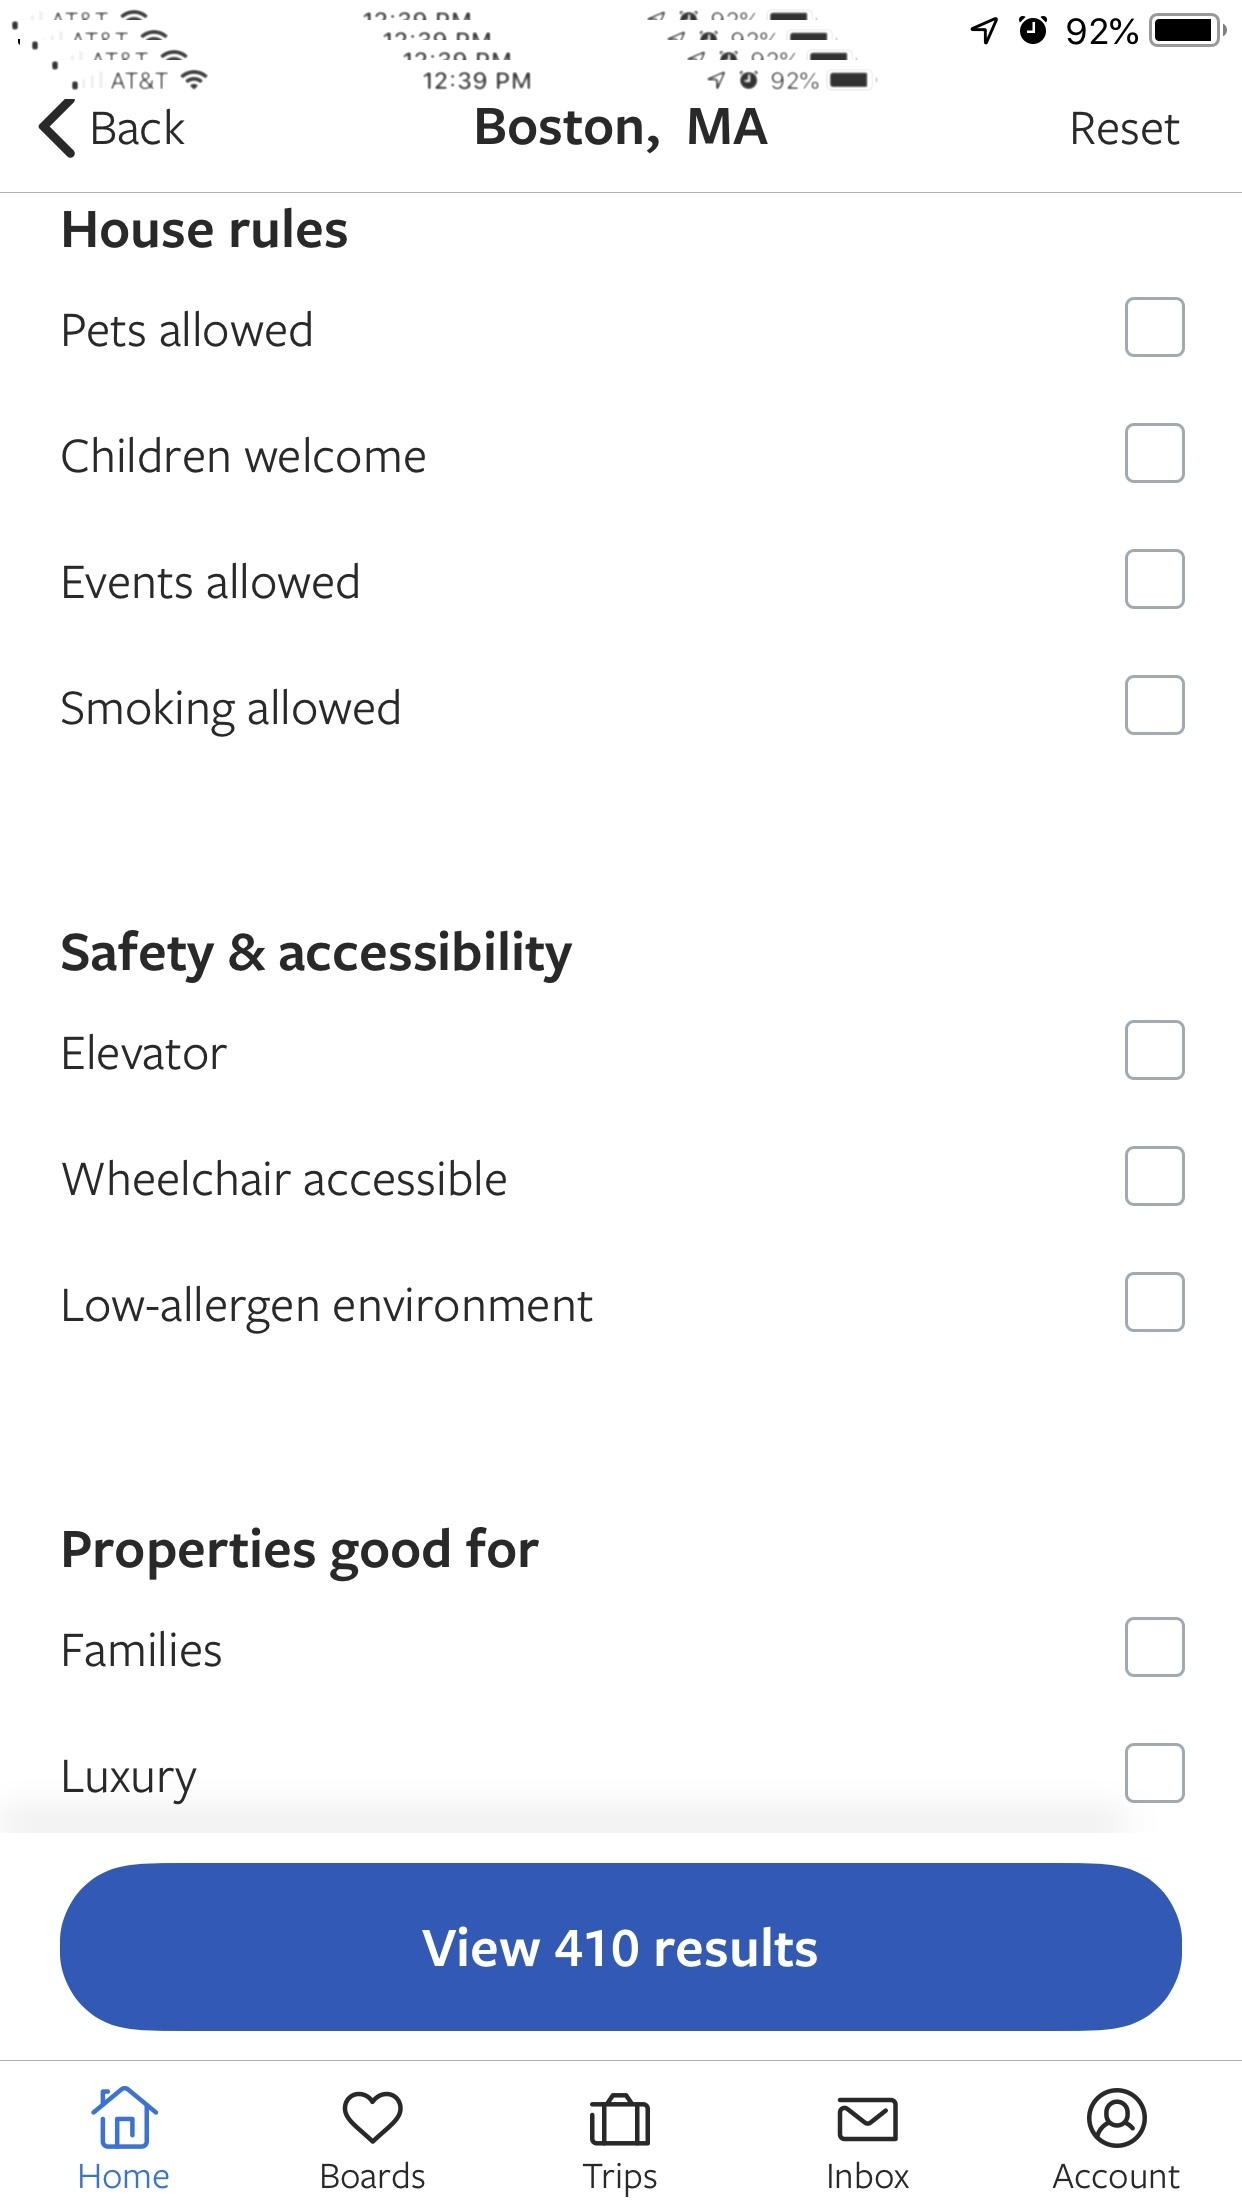 92%
AT&T 12:39 PM 92%
Back Boston, MA Reset
House rules
Pets allowed
Children welcome
Events allowed
Smoking allowed
Safety & accessibility
Elevator
Wheelchair accessible
Low-allergen environment
Properties good for
Families
Luxury
View 410 results
Home Boards Trips Inbox Account